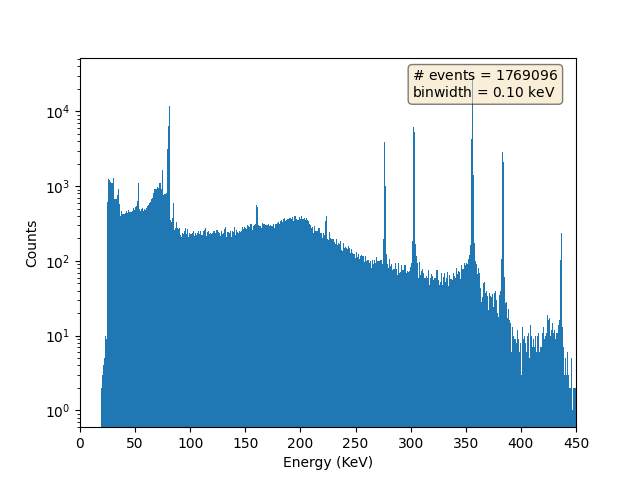 # events = 1769096
binwidth = 0.10 keV
10⁴
10³
10²
10¹
10⁰
Counts
0 50 100 150 200 250 300 350 400 450
Energy (KeV)